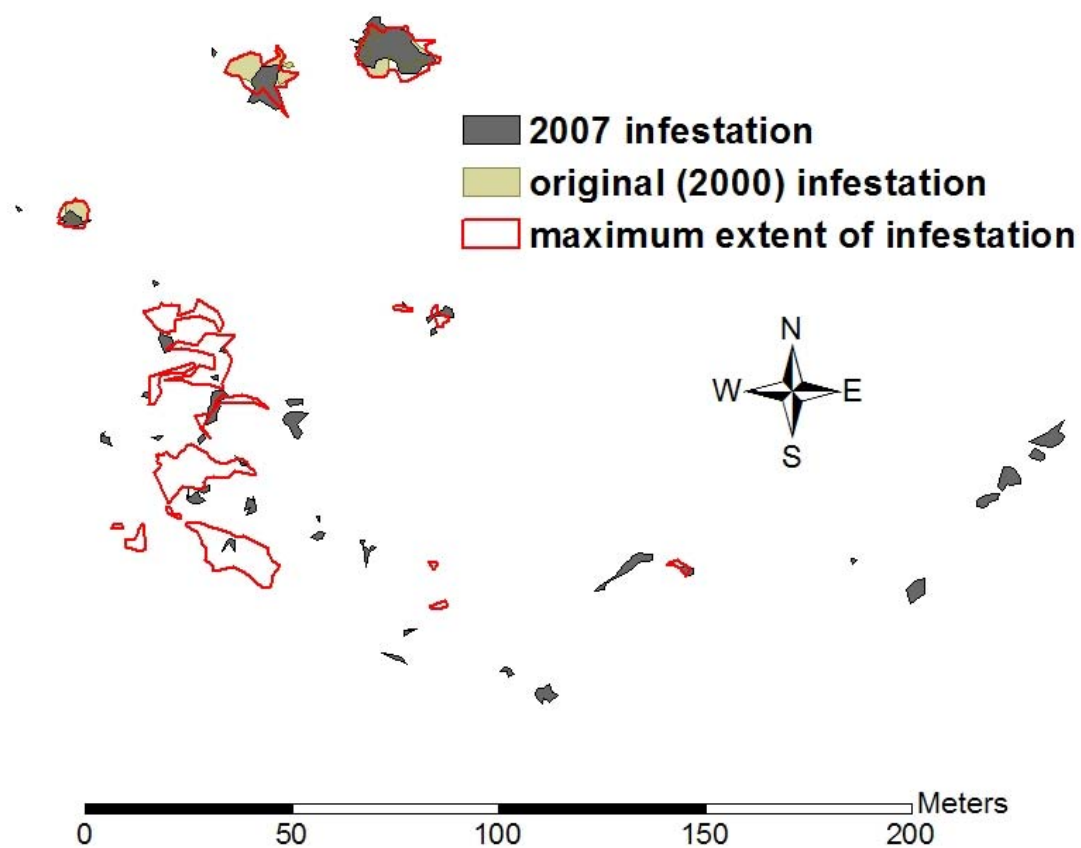 2007 infestation
original (2000) infestation
maximum extent of infestation
N
W E
S
Meters
0 50 100 150 200